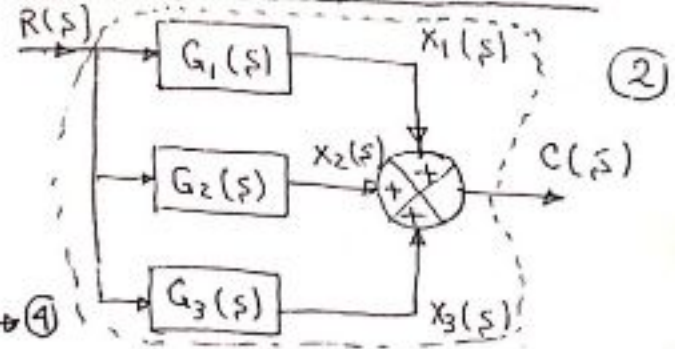 R(s)
G₁(s)
X₁(s)
②
G₂(s)
X₂(s)
+
+
+
C(s)
④
G₃(s)
X₃(s)